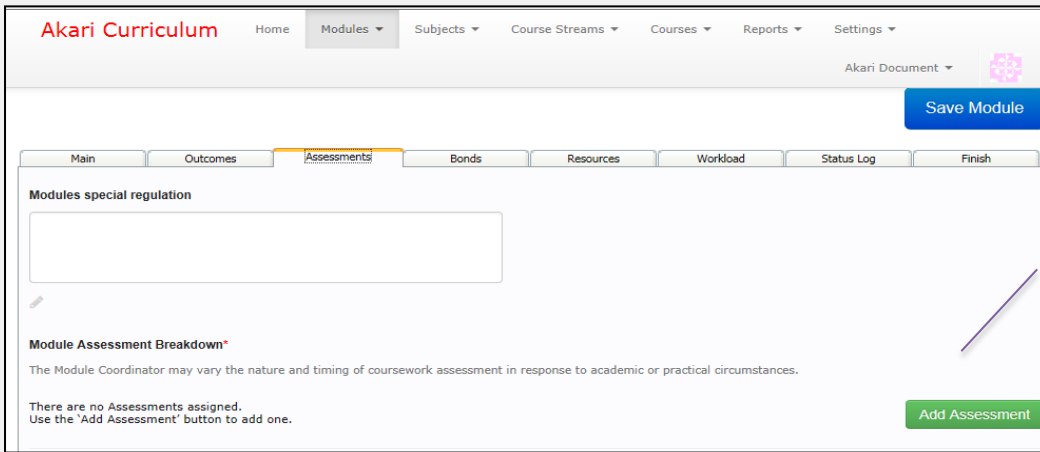 Akari Curriculum Home Modules Subjects Course Streams Courses Reports Settings
Akari Document
Save Module
Main Outcomes Assessments Bonds Resources Workload Status Log Finish
Modules special regulation
Module Assessment Breakdown*
The Module Coordinator may vary the nature and timing of coursework assessment in response to academic or practical circumstances.
There are no Assessments assigned.
Use the `Add Assessment' button to add one.
Add Assessment